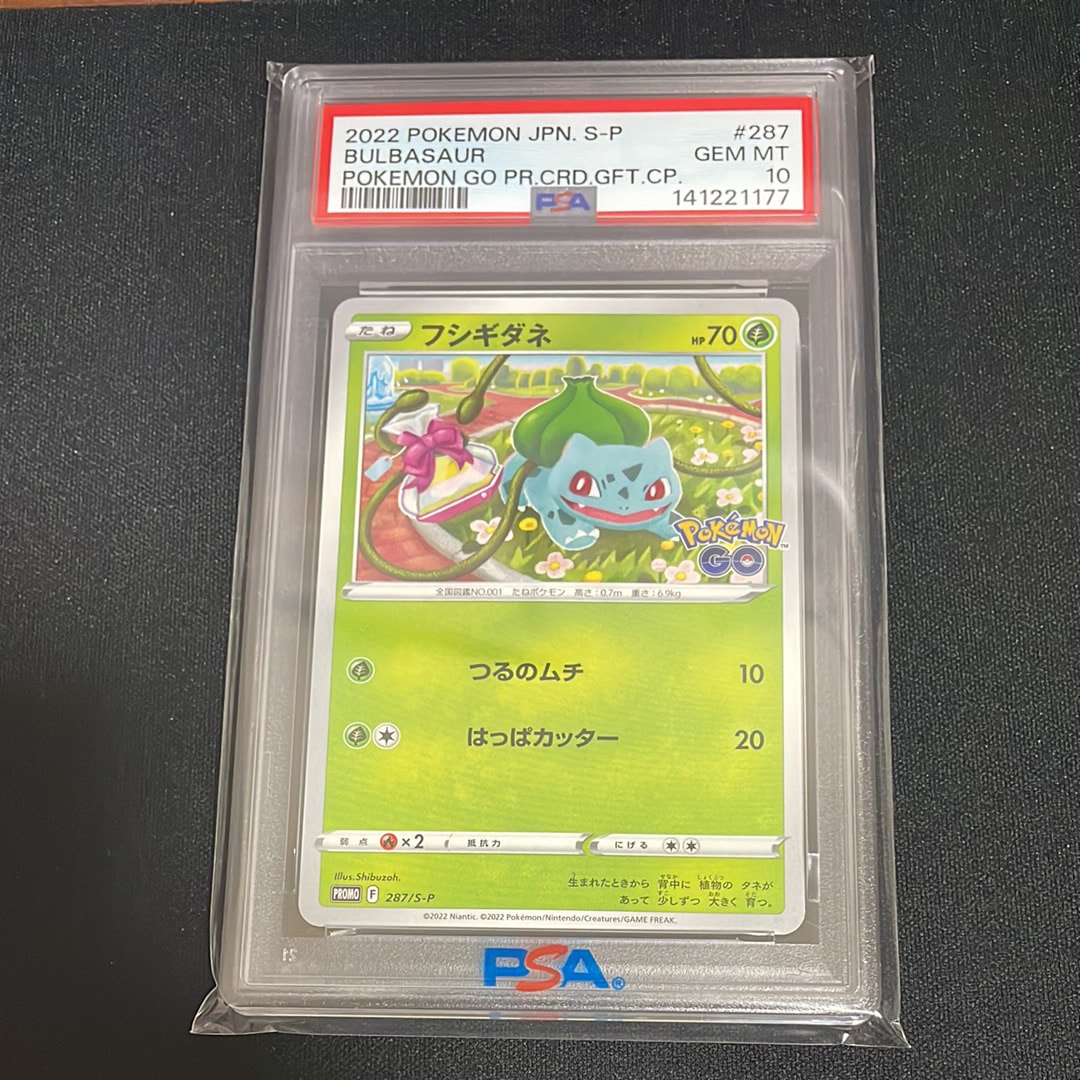 2022 POKEMON JPN. S-P #287
BULBASAUR GEM MT
POKEMON GO PR.CRD.GFT.CP. 10
PSA 141221177
たね フシギダネ HP70
Pokémon GO™
全国図鑑NO.001 たねポケモン 高さ:0.7m 重さ:6.9kg
つるのムチ 10
はっぱカッター 20
弱点 ×2 抵抗力 にげる
Illus.Shibuzoh.
PROMO F 287/S-P
生まれたときから 背中に 植物の タネが
あって 少しずつ 大きく 育つ。
©2022 Niantic. ©2022 Pokémon/Nintendo/Creatures/GAME FREAK.
PSA®